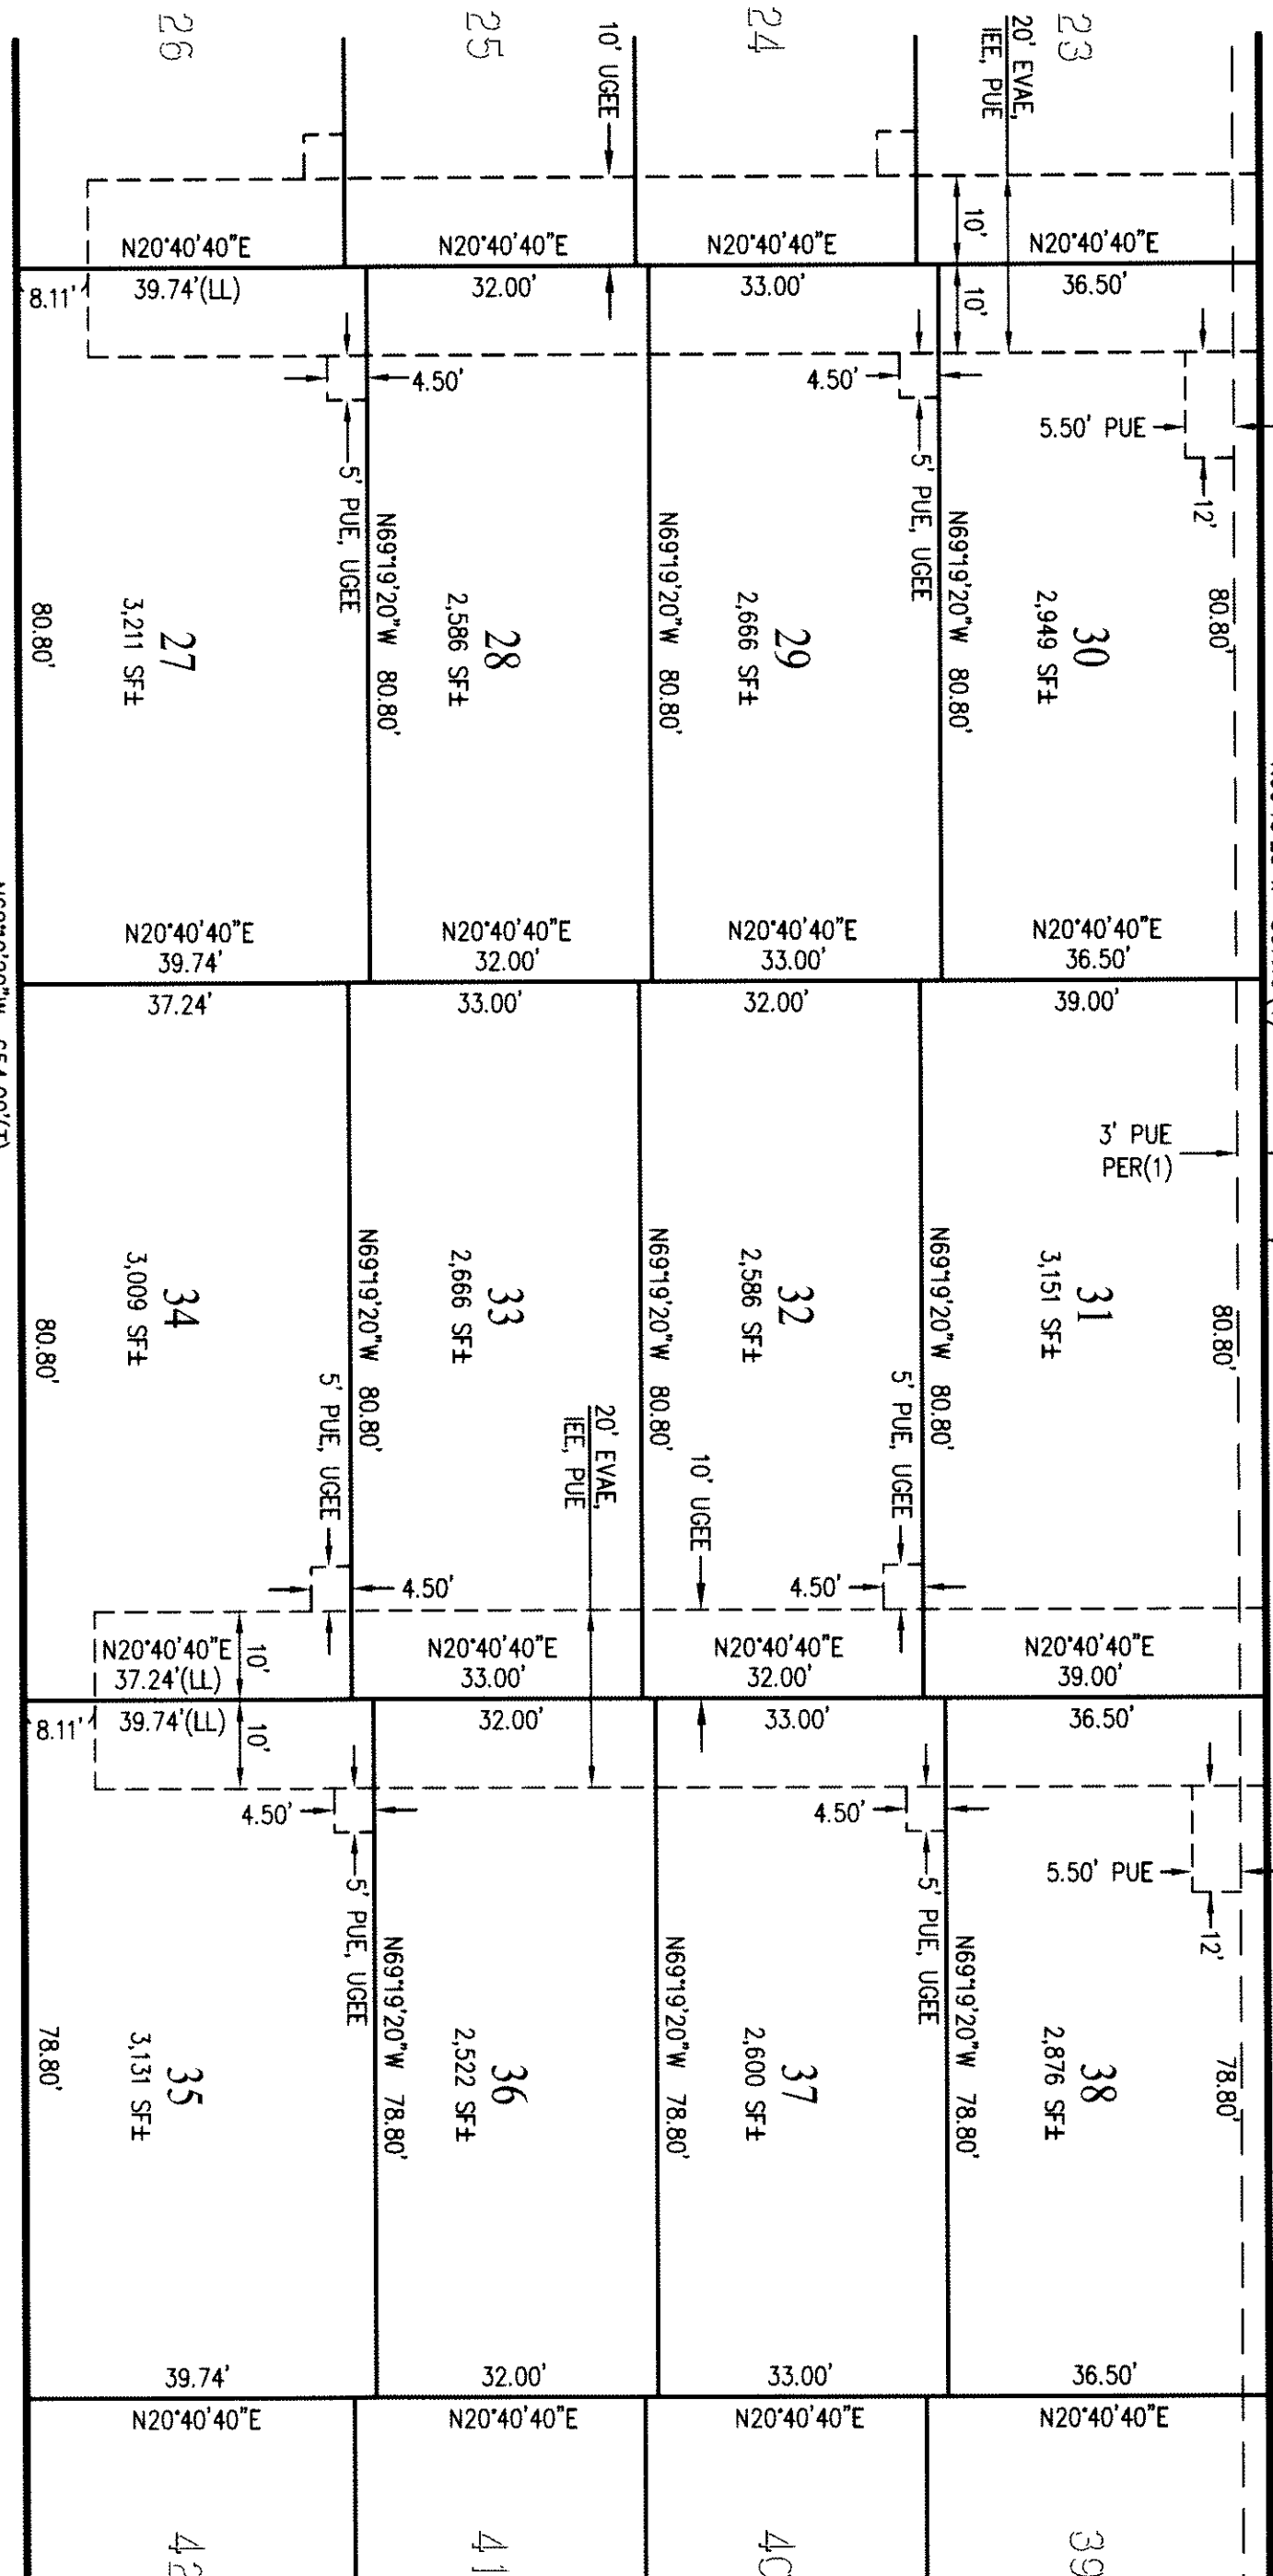 26
25
24
23
10' UGEE
20' EVAE,
IEE, PUE
N20°40'40"E
N20°40'40"E
N20°40'40"E
10'
N20°40'40"E
8.11'
39.74'(LL)
32.00'
33.00'
10'
36.50'
4.50'
4.50'
5.50' PUE
12'
5' PUE, UGEE
5' PUE, UGEE
N69°19'20"W 80.80'
N69°19'20"W 80.80'
N69°19'20"W 80.80'
80.80'
80.80'
27
3,211 SF±
28
2,586 SF±
29
2,666 SF±
30
2,949 SF±
N20°40'40"E
39.74'
N20°40'40"E
32.00'
N20°40'40"E
33.00'
N20°40'40"E
36.50'
37.24'
33.00'
32.00'
39.00'
3' PUE
PER(1)
N69°19'20"W 80.80'
N69°19'20"W 80.80'
N69°19'20"W 80.80'
80.80'
80.80'
34
3,009 SF±
33
2,666 SF±
32
2,586 SF±
31
3,151 SF±
5' PUE, UGEE
20' EVAE,
IEE, PUE
10' UGEE
5' PUE, UGEE
4.50'
4.50'
N20°40'40"E
37.24'(LL)
10'
N20°40'40"E
33.00'
N20°40'40"E
32.00'
N20°40'40"E
39.00'
8.11'
39.74'(LL)
10'
32.00'
33.00'
36.50'
4.50'
4.50'
5.50' PUE
12'
5' PUE, UGEE
5' PUE, UGEE
N69°19'20"W 78.80'
N69°19'20"W 78.80'
N69°19'20"W 78.80'
78.80'
78.80'
35
3,131 SF±
36
2,522 SF±
37
2,600 SF±
38
2,876 SF±
39.74'
32.00'
33.00'
36.50'
N20°40'40"E
N20°40'40"E
N20°40'40"E
N20°40'40"E
42
41
40
39